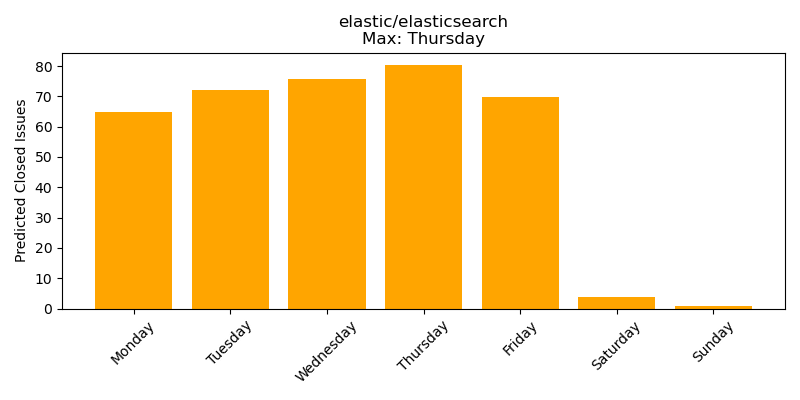 elastic/elasticsearch
Max: Thursday
Predicted Closed Issues
80
70
60
50
40
30
20
10
0
Monday
Tuesday
Wednesday
Thursday
Friday
Saturday
Sunday